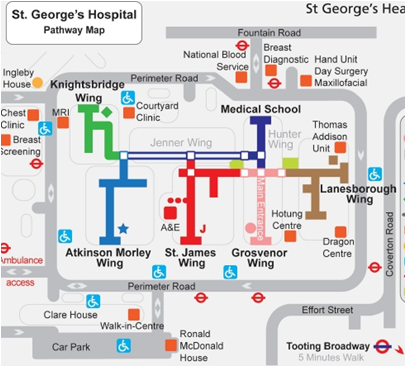 St. George's Hospital
Pathway Map
St George's Hea
Fountain Road
National Blood
Service
Breast
Diagnostic
Hand Unit
Day Surgery
Maxillofacial
Perimeter Road
Ingleby
House
Knightsbridge
Wing
Courtyard
Clinic
Medical School
Chest
Clinic
MRI
Breast
Screening
Jenner Wing
Hunter
Wing
Thomas
Addison
Unit
Main Entrance
Lanesborough
Wing
A&E
J
Hotung
Centre
Dragon
Centre
Coverton Road
Atkinson Morley
Wing
St. James
Wing
Grosvenor
Wing
Ambulance
access
Perimeter Road
Clare House
Walk-in-Centre
Effort Street
Car Park
Ronald
McDonald
House
Tooting Broadway
5 Minutes Walk